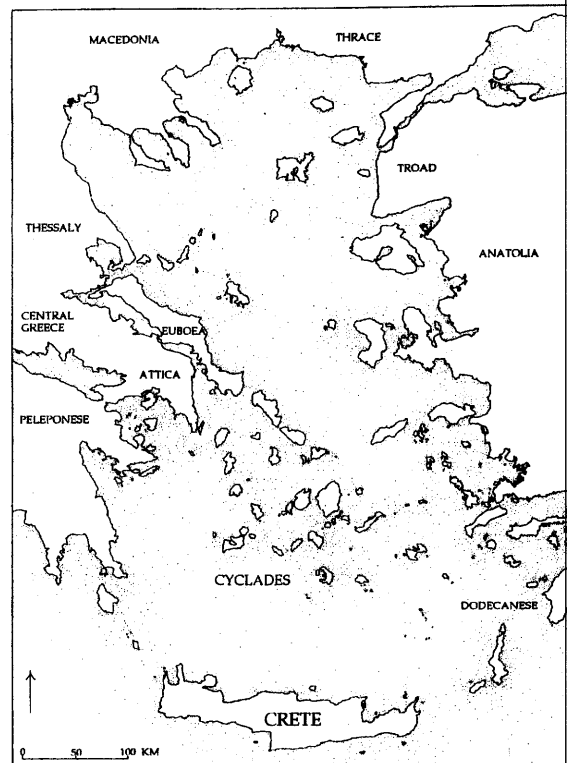 MACEDONIA
THRACE
TROAD
THESSALY
ANATOLIA
CENTRAL
GREECE
EUBOEA
ATTICA
PELEPONESE
CYCLADES
DODECANESE
CRETE
0 50 100 KM